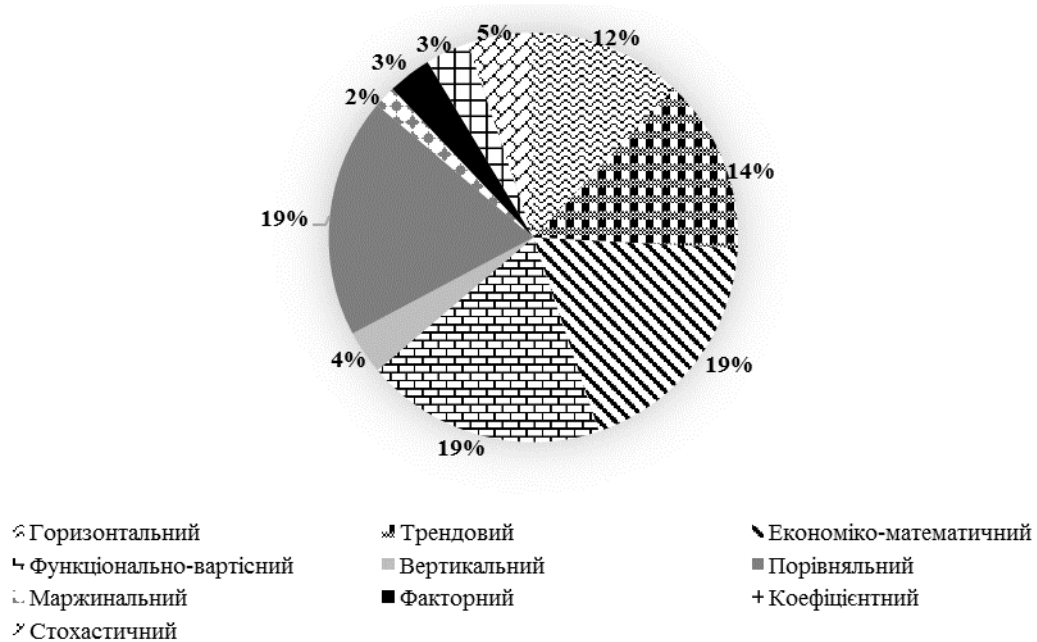 5%
12%
3%
3%
2%
14%
19%
4%
19%
19%
Горизонтальний
Трендовий
Економіко-математичний
Функціонально-вартісний
Вертикальний
Порівняльний
Маржинальний
Факторний
Коефіцієнтний
Стохастичний